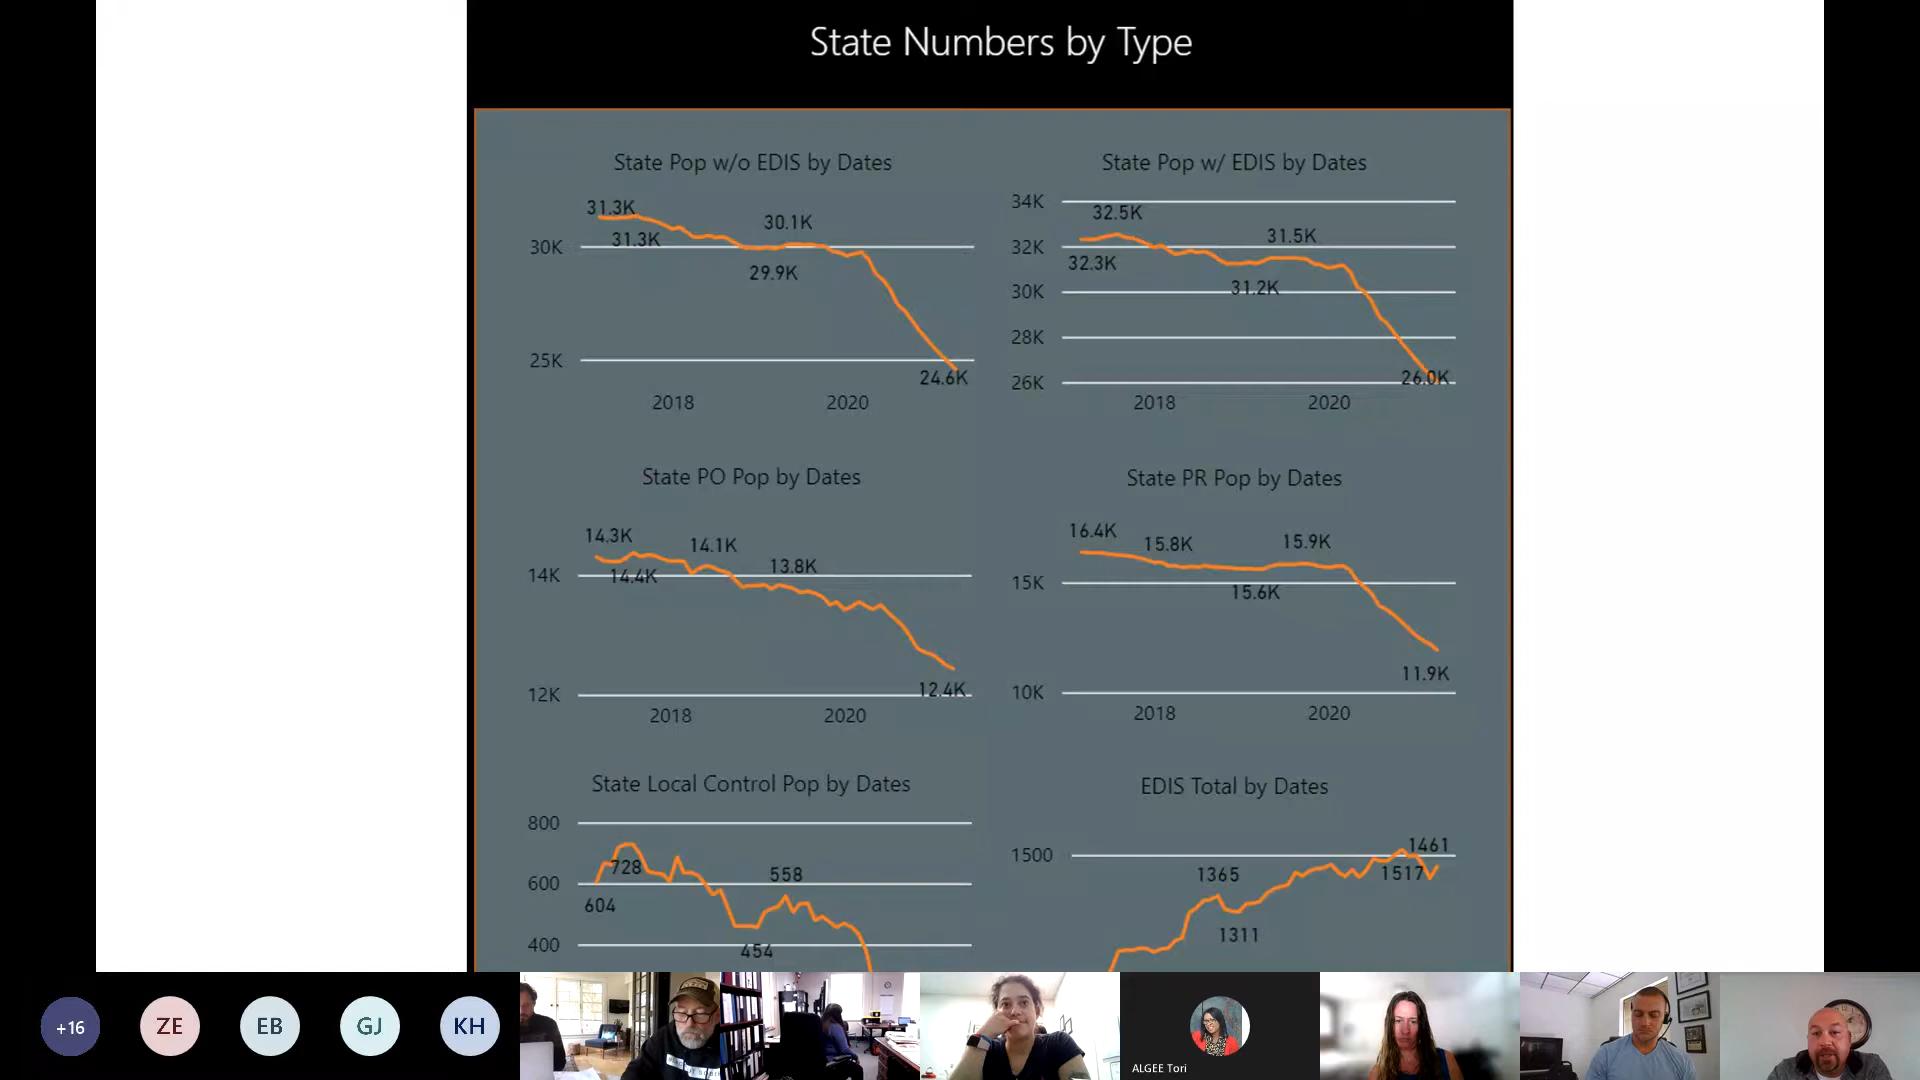 State Numbers by Type
State Pop w/o EDIS by Dates
31.3K
31.3K
30.1K
29.9K
24.6K
30K
25K
2018
2020
State Pop w/ EDIS by Dates
34K
32K
30K
28K
26K
32.5K
32.3K
31.5K
31.2K
26.0K
2018
2020
State PO Pop by Dates
14.3K
14.4K
14.1K
13.8K
12.4K
14K
12K
2018
2020
State PR Pop by Dates
16.4K
15.8K
15.6K
15.9K
11.9K
15K
10K
2018
2020
State Local Control Pop by Dates
800
600
400
728
604
558
454
EDIS Total by Dates
1500
1365
1311
1461
1517
+16
ZE
EB
GJ
KH
ALGEE Tori